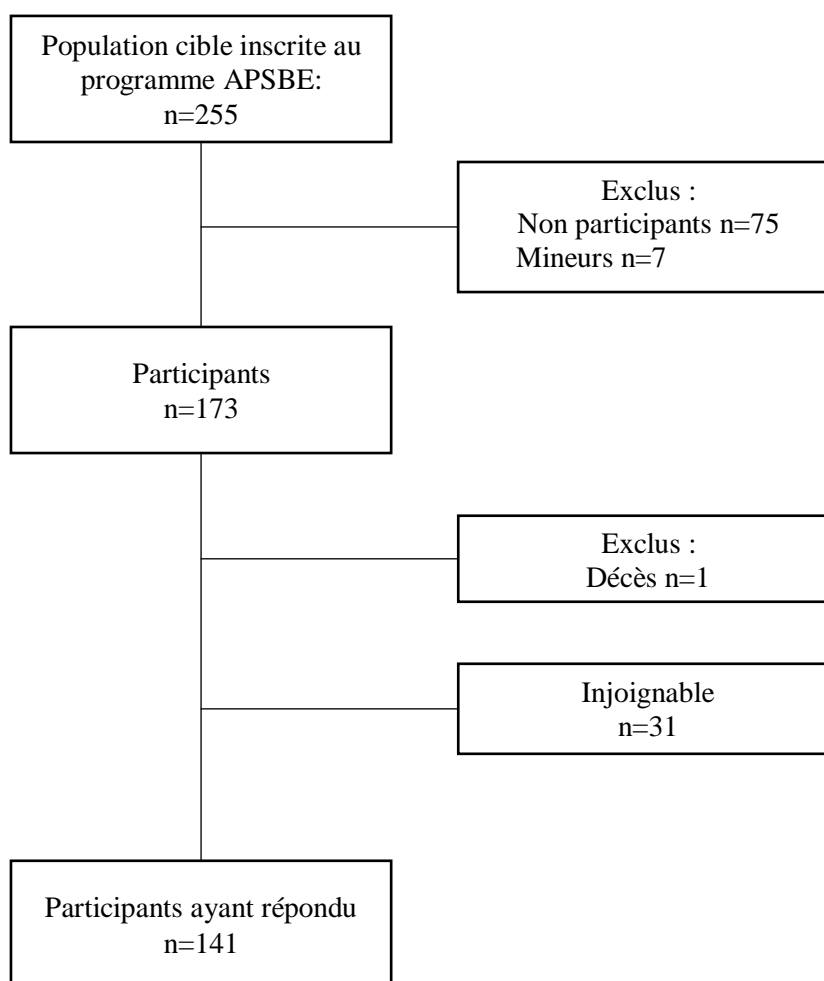 Population cible inscrite au
programme APSBE:
n=255
Exclus :
Non participants n=75
Mineurs n=7
Participants
n=173
Exclus :
Décès n=1
Injoignable
n=31
Participants ayant répondu
n=141